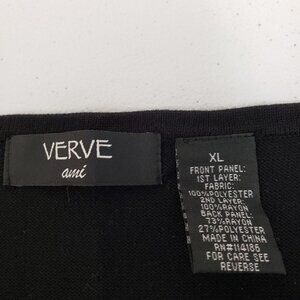 VERVE
ami
XL
FRONT PANEL:
1ST LAYER:
FABRIC:
100%POLYESTER
2ND LAYER:
100%RAYON
BACK PANEL:
73%RAYON
27%POLYESTER
MADE IN CHINA
RN#114185
FOR CARE SEE
REVERSE